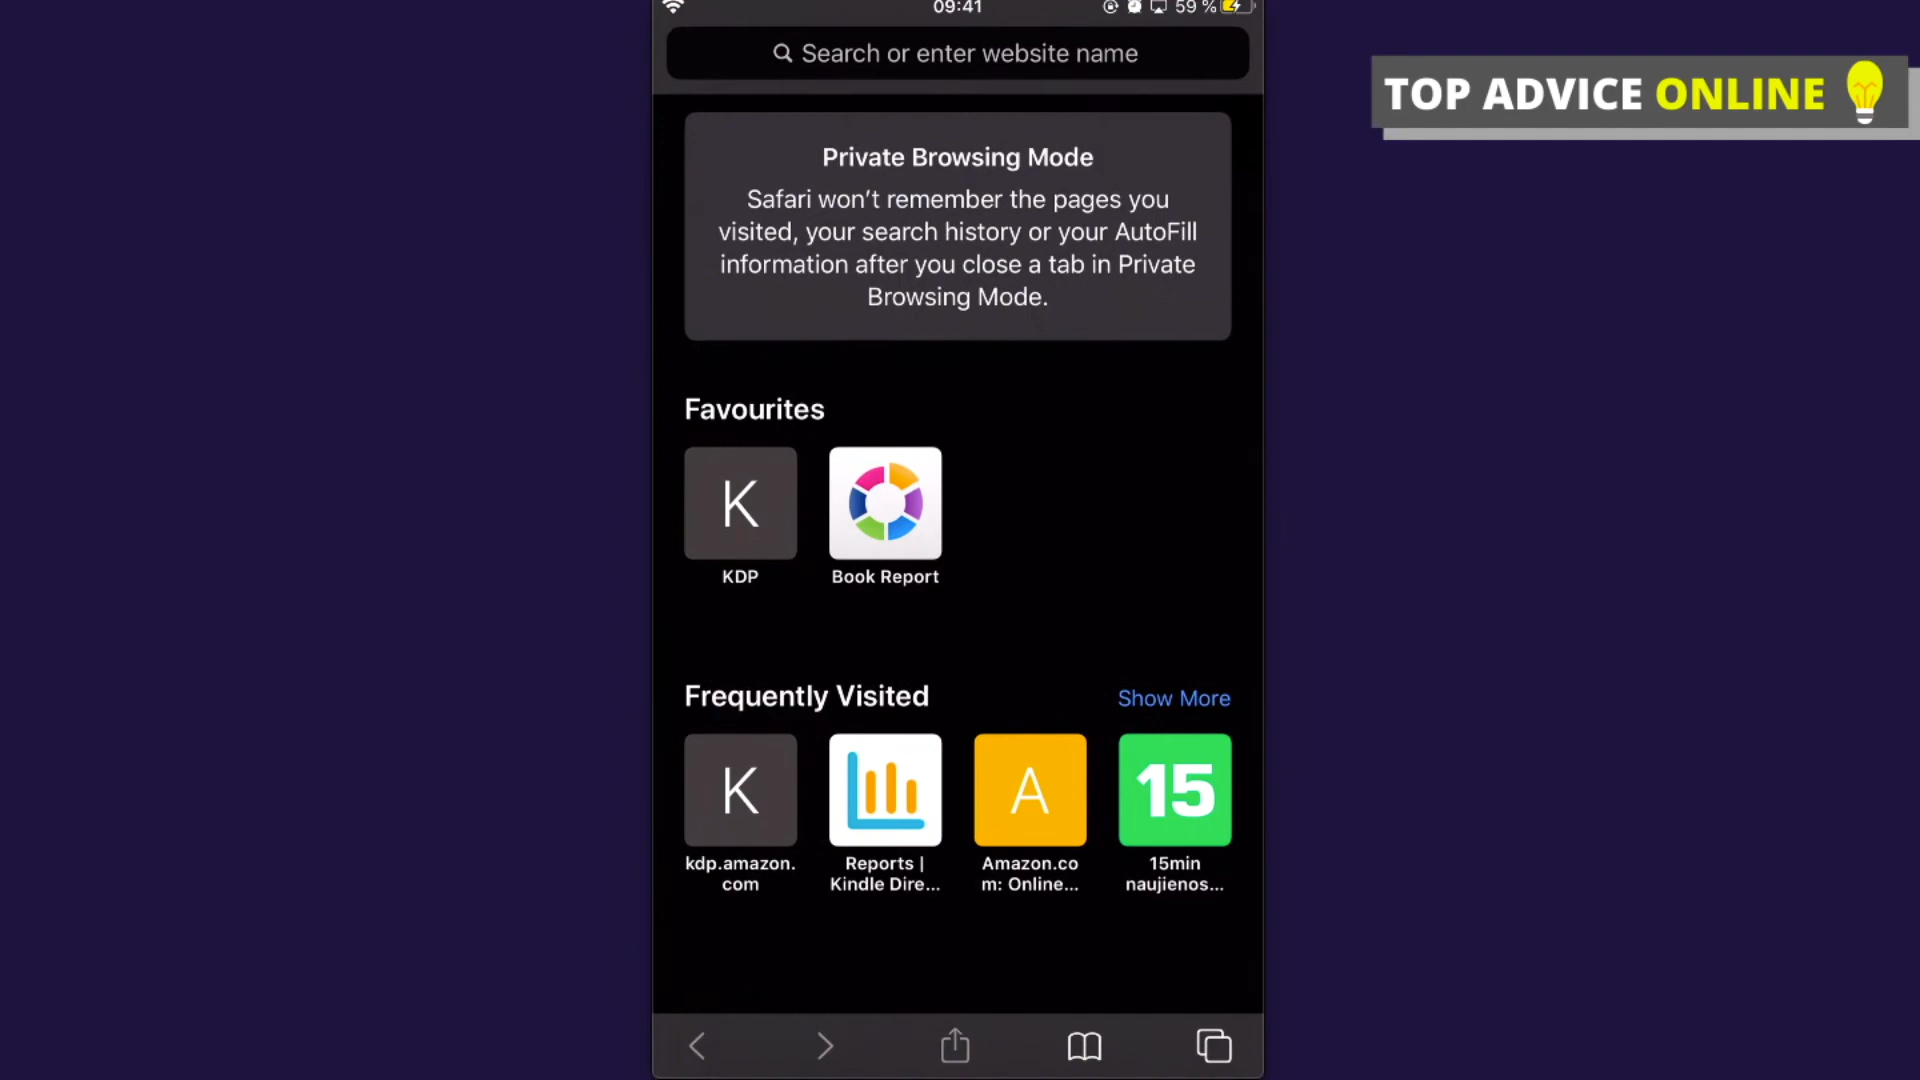 09:41
59 %
Search or enter website name
TOP ADVICE ONLINE
Private Browsing Mode
Safari won’t remember the pages you
visited, your search history or your AutoFill
information after you close a tab in Private
Browsing Mode.
Favourites
K
KDP
Book Report
Frequently Visited
Show More
K
A
15
kdp.amazon.
com
Reports |
Kindle Dire...
Amazon.co
m: Online...
15min
naujienos...